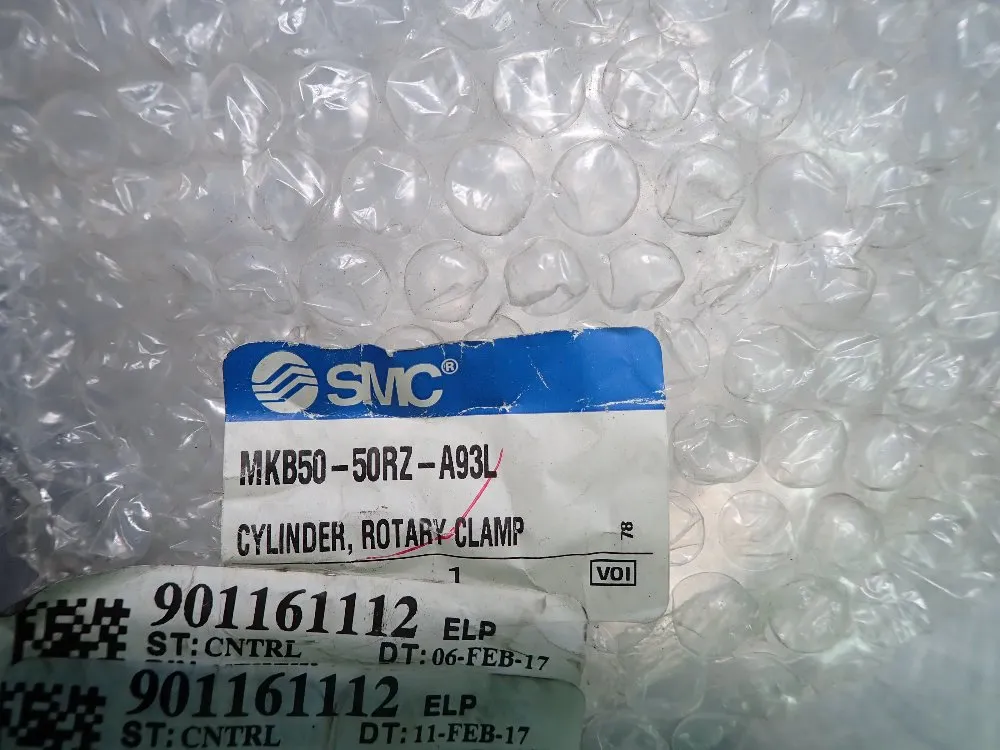 SMC®
MKB50-50RZ-A93L
CYLINDER, ROTARY CLAMP
78
1
VOI
901161112 ELP
ST: CNTRL DT: 06-FEB-17
901161112 ELP
ST: CNTRL DT: 11-FEB-17